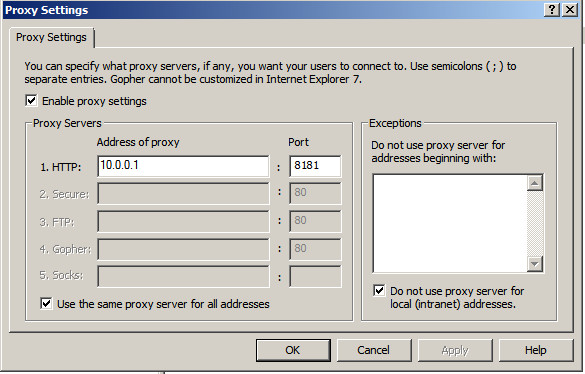 Proxy Settings
Proxy Settings
You can specify what proxy servers, if any, you want your users to connect to. Use semicolons ( ; ) to
separate entries. Gopher cannot be customized in Internet Explorer 7.
Enable proxy settings
Proxy Servers
Address of proxy Port
1. HTTP: 10.0.0.1 : 8181
2. Secure: : 80
3. FTP: : 80
4. Gopher: : 80
5. Socks: :
Use the same proxy server for all addresses
Exceptions
Do not use proxy server for
addresses beginning with:
Do not use proxy server for
local (intranet) addresses.
OK Cancel Apply Help